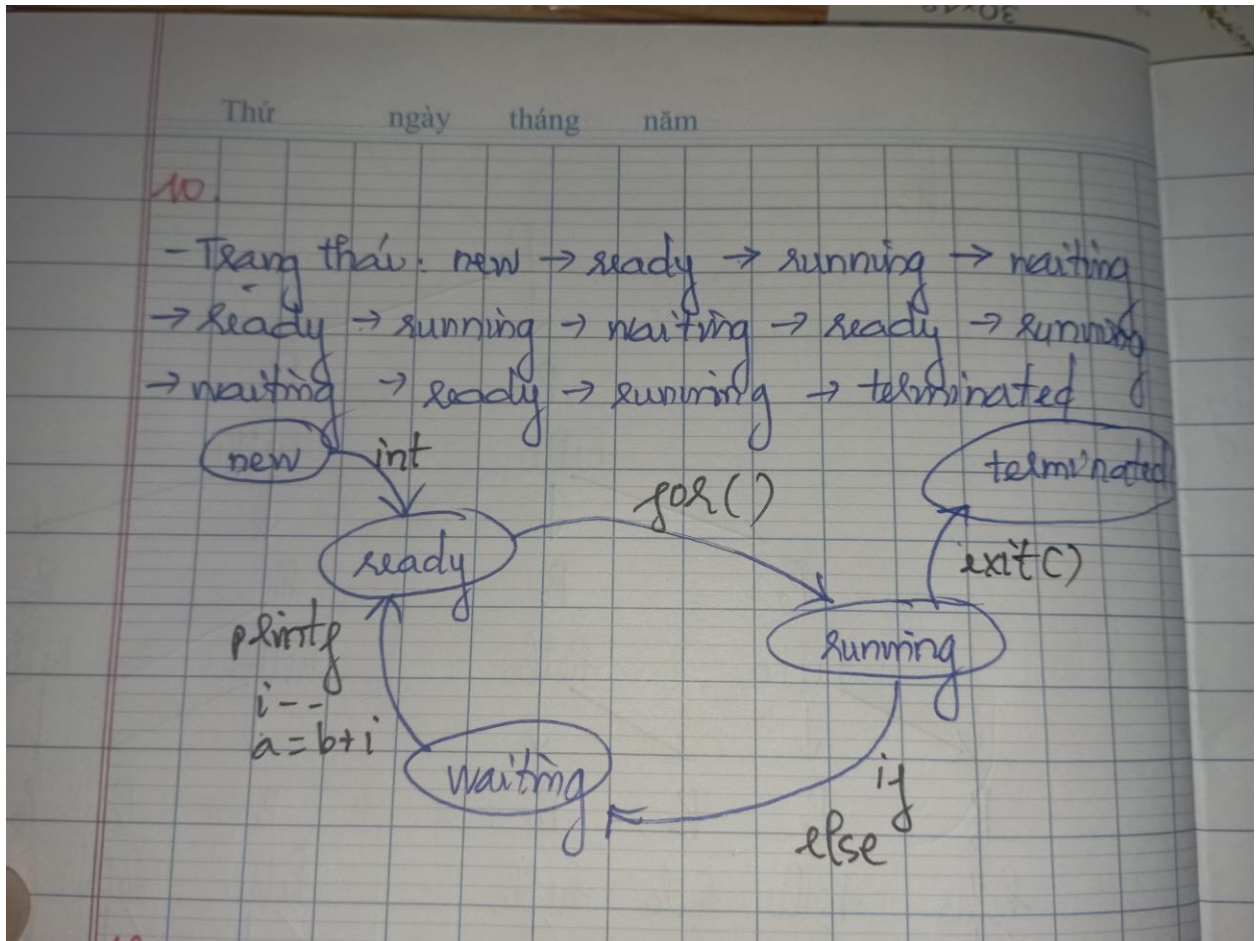 30x40
Thứ ngày tháng năm
10.
- Trạng thái: new → ready → running → waiting
→ ready → running → waiting → ready → running
→ waiting → ready → running → terminated
new
int
terminated
for()
ready
exit()
printf
running
i--
a=b+i
waiting
if
else